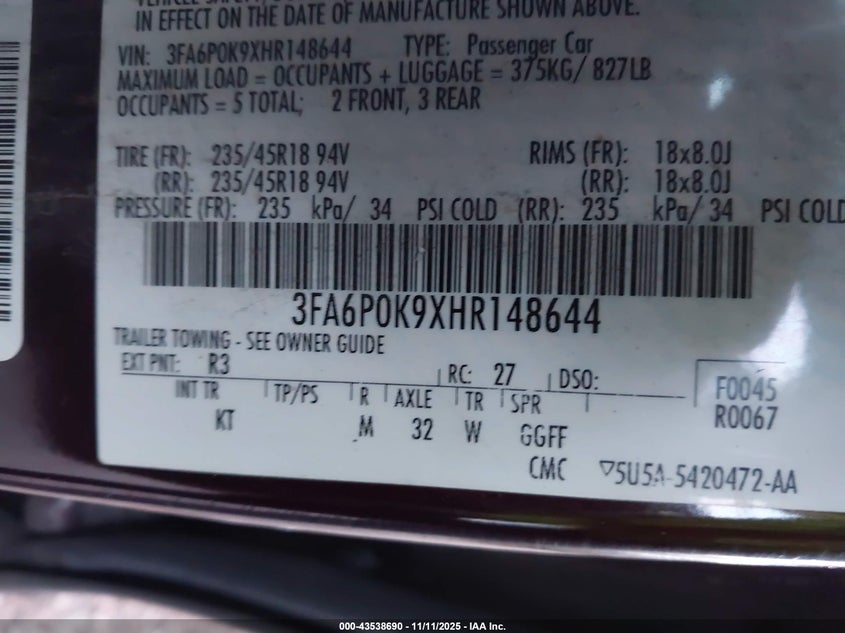 IN EFFECT ON THE DATE OF MANUFACTURE SHOWN ABOVE.
VIN: 3FA6P0K9XHR148644 TYPE: Passenger Car
MAXIMUM LOAD = OCCUPANTS + LUGGAGE = 375KG/ 827LB
OCCUPANTS = 5 TOTAL; 2 FRONT, 3 REAR
TIRE (FR): 235/45R18 94V RIMS (FR): 18x8.0J
(RR): 235/45R18 94V (RR): 18x8.0J
PRESSURE (FR): 235 kPa/ 34 PSI COLD (RR): 235 kPa/ 34 PSI COLD
3FA6P0K9XHR148644
TRAILER TOWING - SEE OWNER GUIDE
EXT PNT: R3 RC: 27 DSO: F0045
INT TR TP/PS R AXLE TR SPR R0067
KT M 32 W GGFF
CMC ▽5U5A-5420472-AA
000-43538690 - 11/11/2025 - IAA Inc.